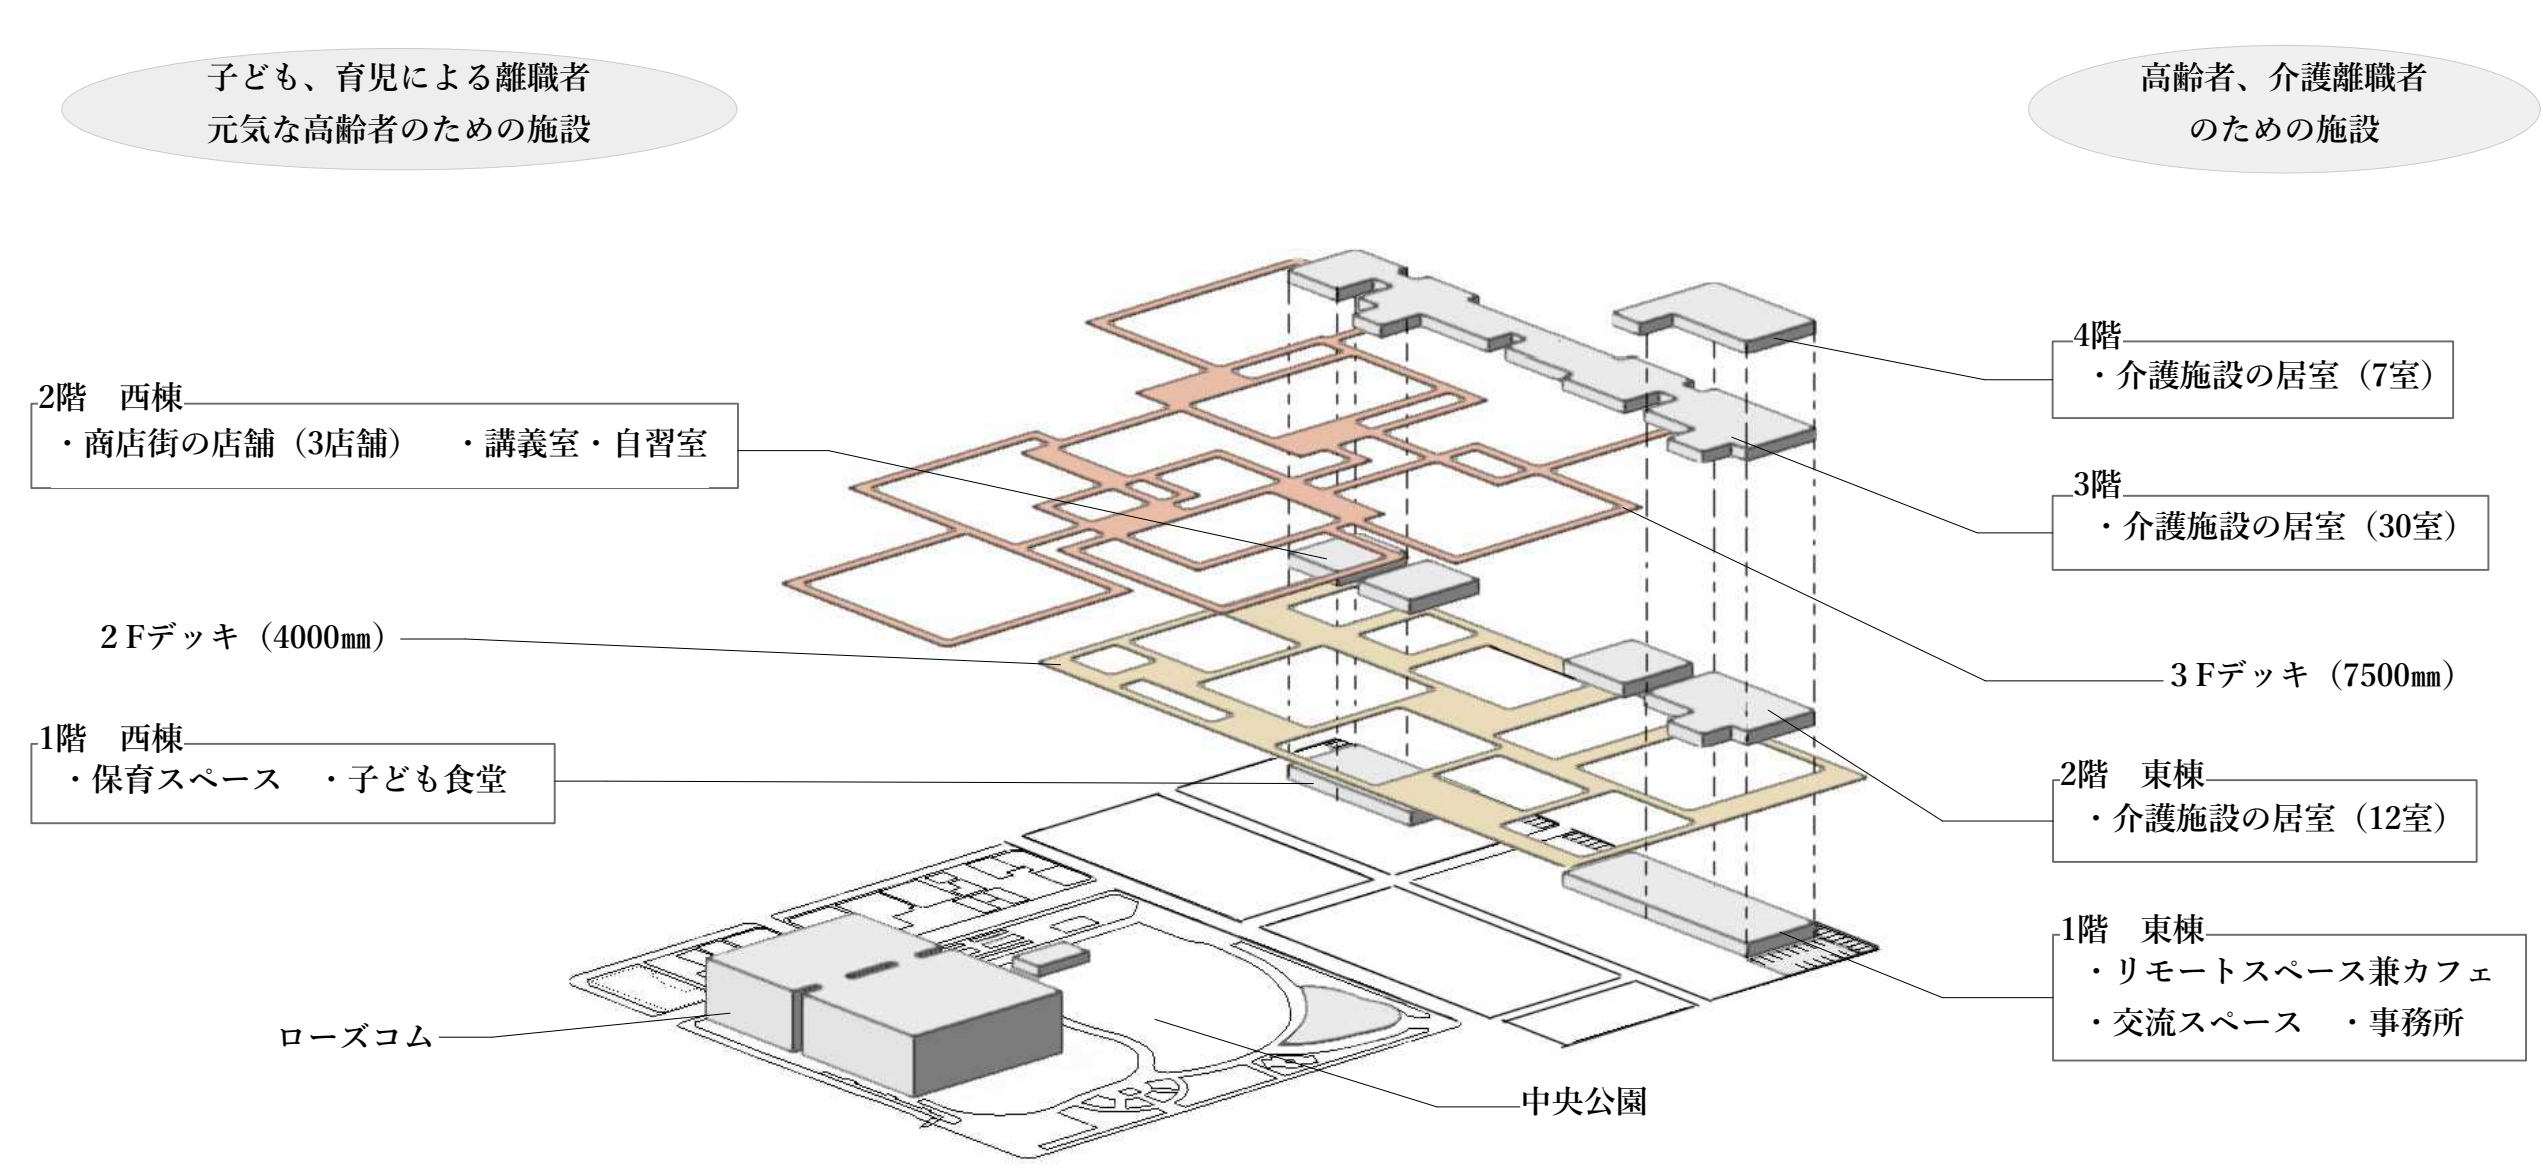 子ども、育児による離職者
元気な高齢者のための施設
高齢者、介護離職者
のための施設
2階　西棟
・商店街の店舗（3店舗）　・講義室・自習室
２Fデッキ（4000㎜）
1階　西棟
・保育スペース　・子ども食堂
ローズコム
4階
・介護施設の居室（7室）
3階
・介護施設の居室（30室）
３Fデッキ（7500㎜）
2階　東棟
・介護施設の居室（12室）
1階　東棟
・リモートスペース兼カフェ
・交流スペース　・事務所
中央公園